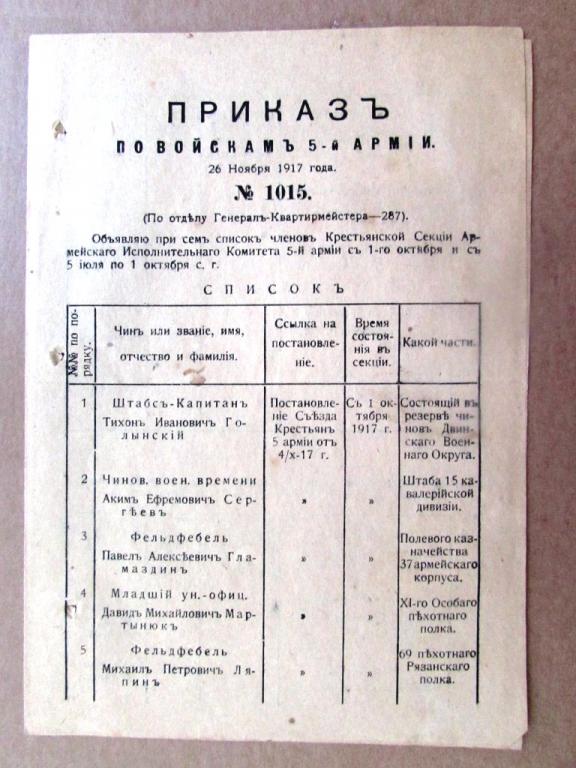 ПРИКАЗЪ
ПО ВОЙСКАМЪ 5-й АРМІИ.
26 Ноября 1917 года.
№ 1015.
(По отдѣлу Генералъ-Квартирмейстера—287).
Объявляю при семъ списокъ членовъ Крестьянской Секціи Ар-
мейскаго Исполнительнаго Комитета 5-й арміи съ 1-го октября и съ
5 іюля по 1 октября с. г.
СПИСОКЪ
№№ по по-
рядку.
Чинъ или званіе, имя,
отчество и фамилія.
Ссылка на
постановле-
ніе.
Время
состоя-
нія въ
секціи.
Какой части.
1
Штабсъ-Капитанъ
Тихонъ Ивановичъ Го-
лынскій
Постановле-
ніе Съѣзда
Крестьян
5 арміи отъ
4/х-17 г.
Съ 1 ок-
тября
1917 г.
Состоящій въ
резервѣ чи-
новъ Двин-
скаго Воен-
наго Округа.
2
Чинов. воен. времени
Акимъ Ефремовичъ Сер-
гѣевъ
»
»
Штаба 15 ка-
валерійской
дивизіи.
3
Фельдфебель
Павелъ Алексѣевичъ Гла-
маздинъ
»
»
Полевого каз-
начейства
37 армейскаго
корпуса.
4
Младшій ун.-офиц.
Давидъ Михайловичъ Мар-
тынюкъ
»
»
XI-го Особаго
пѣхотнаго
полка.
5
Фельдфебель
Михаилъ Петровичъ Ля-
пинъ
»
»
69 пѣхотнаго
Рязанскаго
полка.